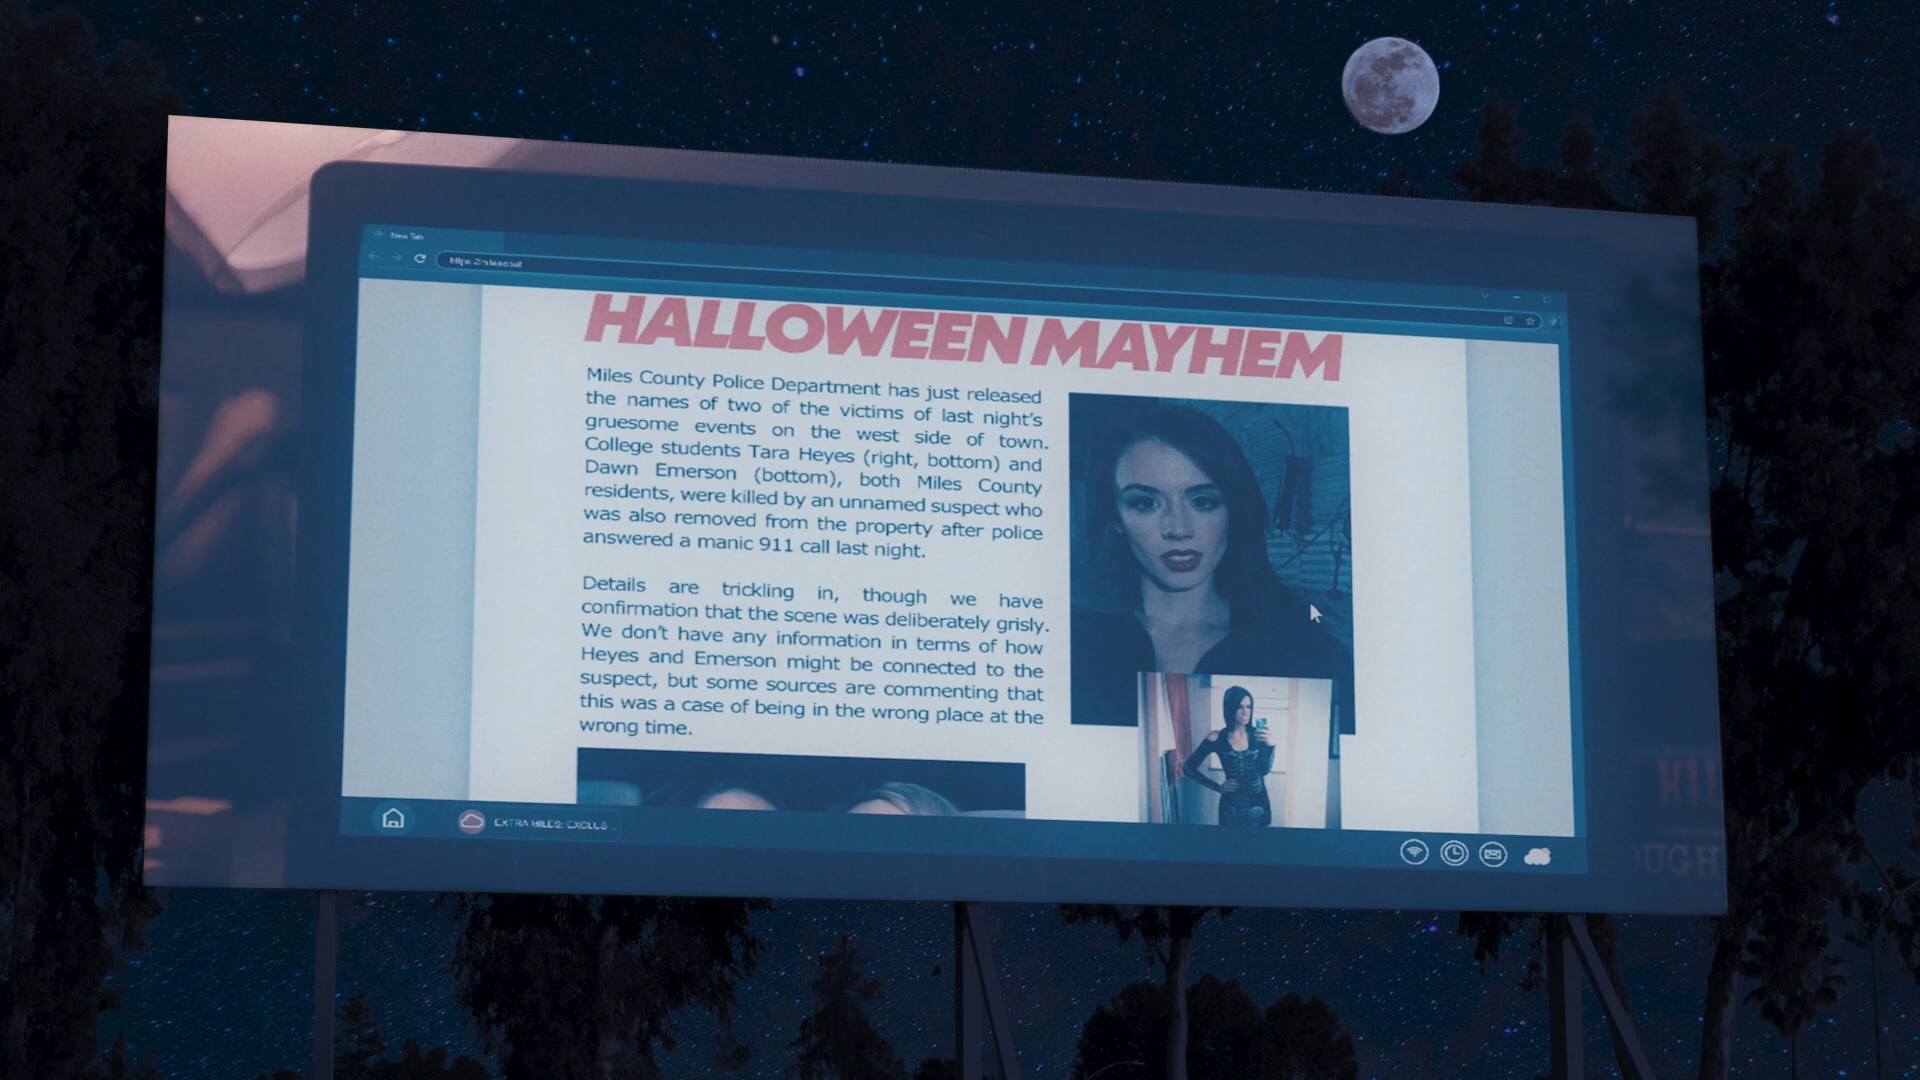 New Tab
HALLOWEEN MAYHEM
Miles County Police Department has just released
the names of two of the victims of last night's
gruesome events on the west side of town.
College students Tara Heyes (right, bottom) and
Dawn Emerson (bottom), both Miles County
residents, were killed by an unnamed suspect who
was also removed from the property after police
answered a manic 911 call last night.
Details are trickling in, though we have
confirmation that the scene was deliberately grisly.
We don't have any information in terms of how
Heyes and Emerson might be connected to the
suspect, but some sources are commenting that
this was a case of being in the wrong place at the
wrong time.
EXTRA MILES: EXCLUS...